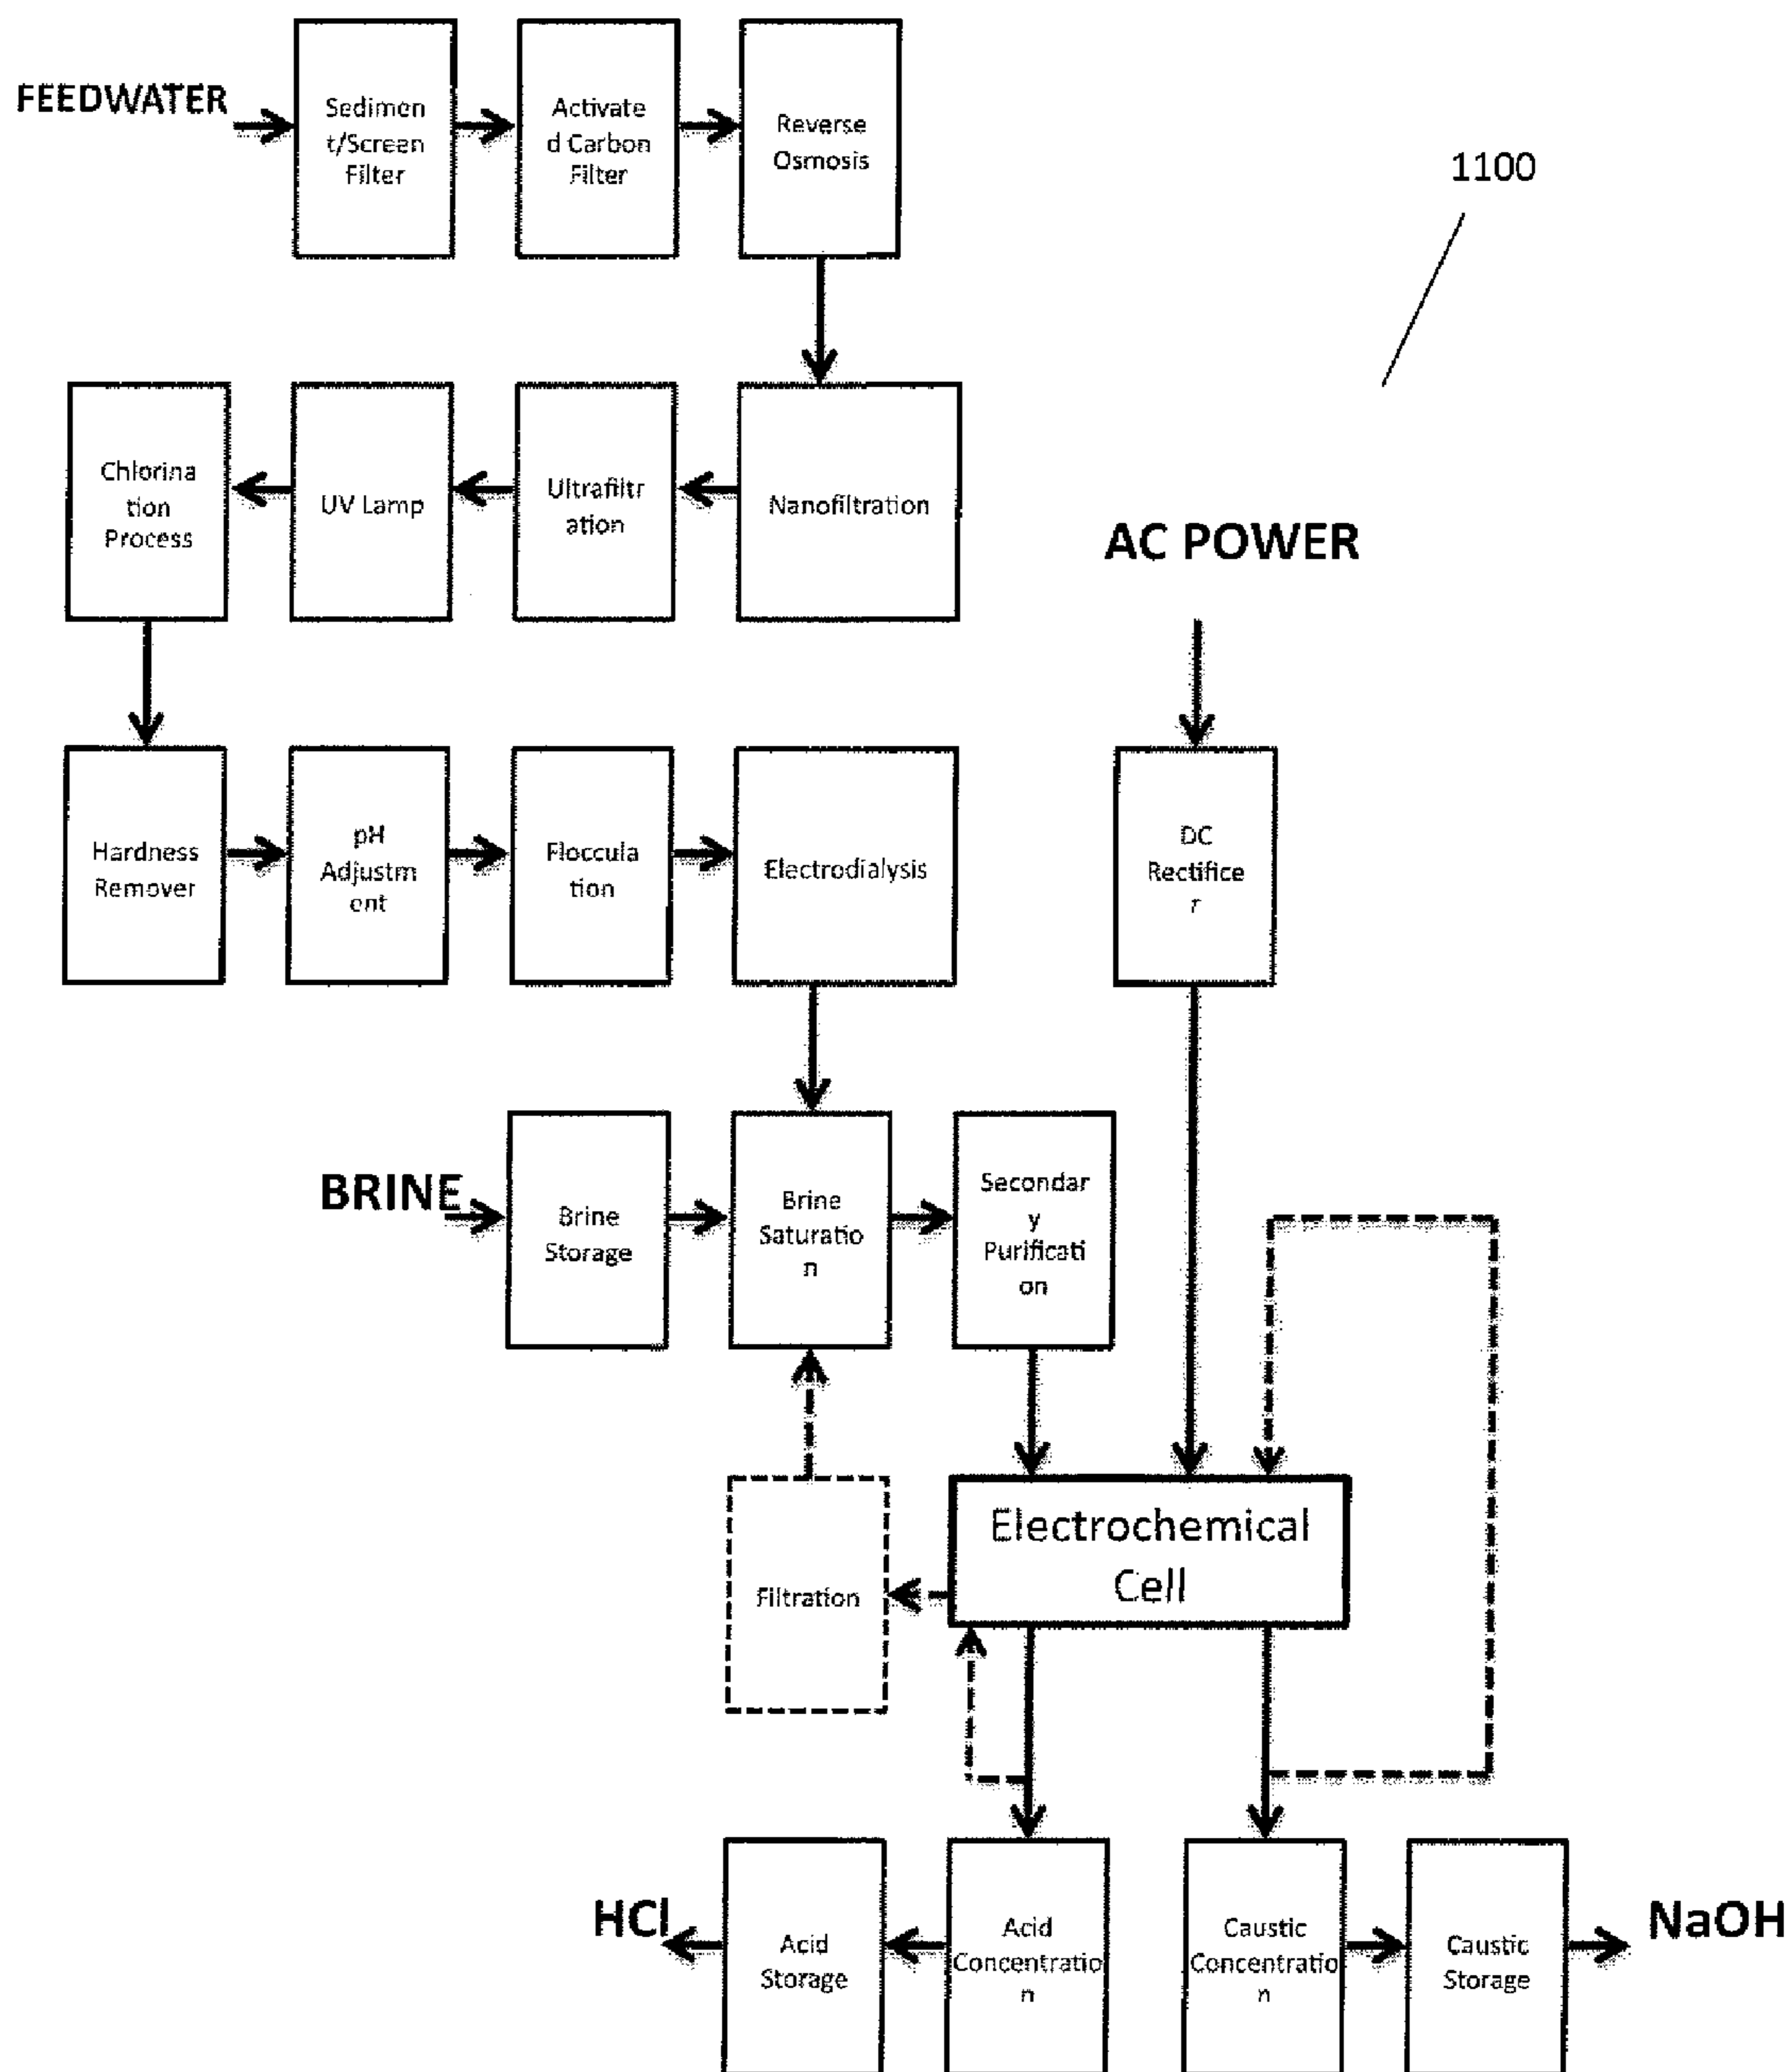 FEEDWATER
Sedimen
t/Screen
Filter
Activate
d Carbon
Filter
Reverse
Osmosis
1100
Chlorina
tion
Process
UV Lamp
Ultrafiltr
ation
Nanofiltration
AC POWER
Hardness
Remover
pH
Adjustm
ent
Floccula
tion
Electrodialysis
DC
Rectifice
r
BRINE
Brine
Storage
Brine
Saturatio
n
Secondar
y
Purificati
on
Filtration
Electrochemical
Cell
HCl
Acid
Storage
Acid
Concentratio
n
Caustic
Concentratio
n
Caustic
Storage
NaOH